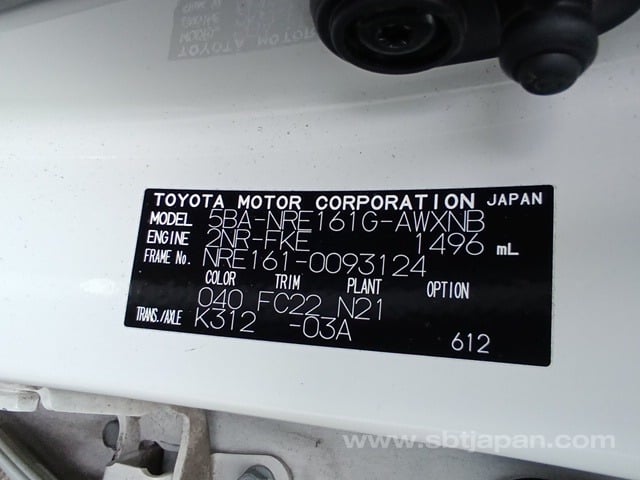 TOYOTA MOTOR CORPORATION JAPAN
MODEL 5BA-NRE161G-AWXNB
ENGINE 2NR-FKE 1496 mL
FRAME No. NRE161-0093124
COLOR TRIM PLANT OPTION
040 FC22 N21
TRANS./AXLE K312 -03A
612
www.sbtjapan.com